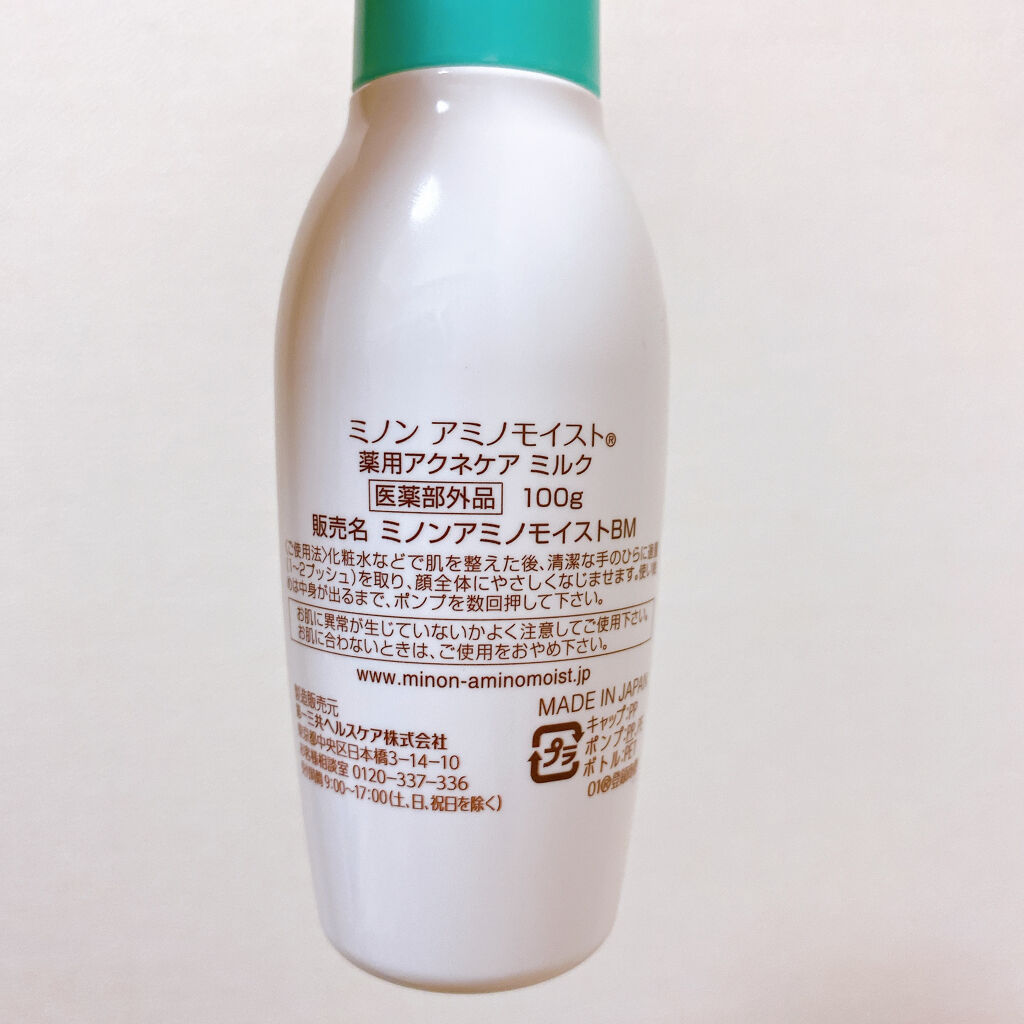 ミノン アミノモイスト®
薬用アクネケア ミルク
医薬部外品 100g
販売名 ミノンアミノモイストBM
〈ご使用法〉化粧水などで肌を整えた後、清潔な手のひらに適量
(1~2プッシュ)を取り、顔全体にやさしくなじませます。使い
めは中身が出るまで、ポンプを数回押して下さい。
お肌に異常が生じていないかよく注意してご使用下さい。
お肌に合わないときは、ご使用をおやめ下さい。
www.minon-aminomoist.jp
製造販売元
第一三共ヘルスケア株式会社
東京都中央区日本橋3-14-10
お客様相談室 0120-337-336
9:00~17:00(土、日、祝日を除く)
MADE IN JAPAN
プラ
キャップ:PP
ポンプ:PP,PE
ボトル:PET
01®登録商標